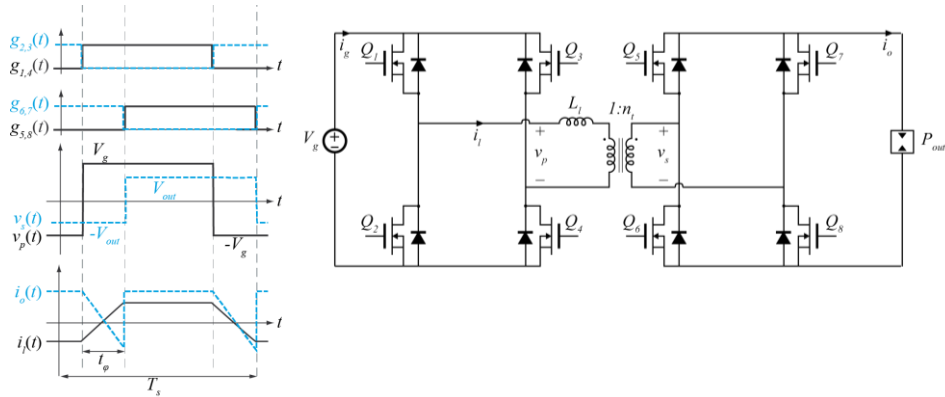 g2,3(t)
g1,4(t)
t
g6,7(t)
g5,8(t)
t
Vg
Vout
vs(t)
vp(t)
-Vout
-Vg
t
io(t)
il(t)
t
tφ
Ts
ig
Q1
Q3
Q5
Q7
io
Ll
1:nt
Vg
il
+
vp
−
+
vs
−
Pout
Q2
Q4
Q6
Q8